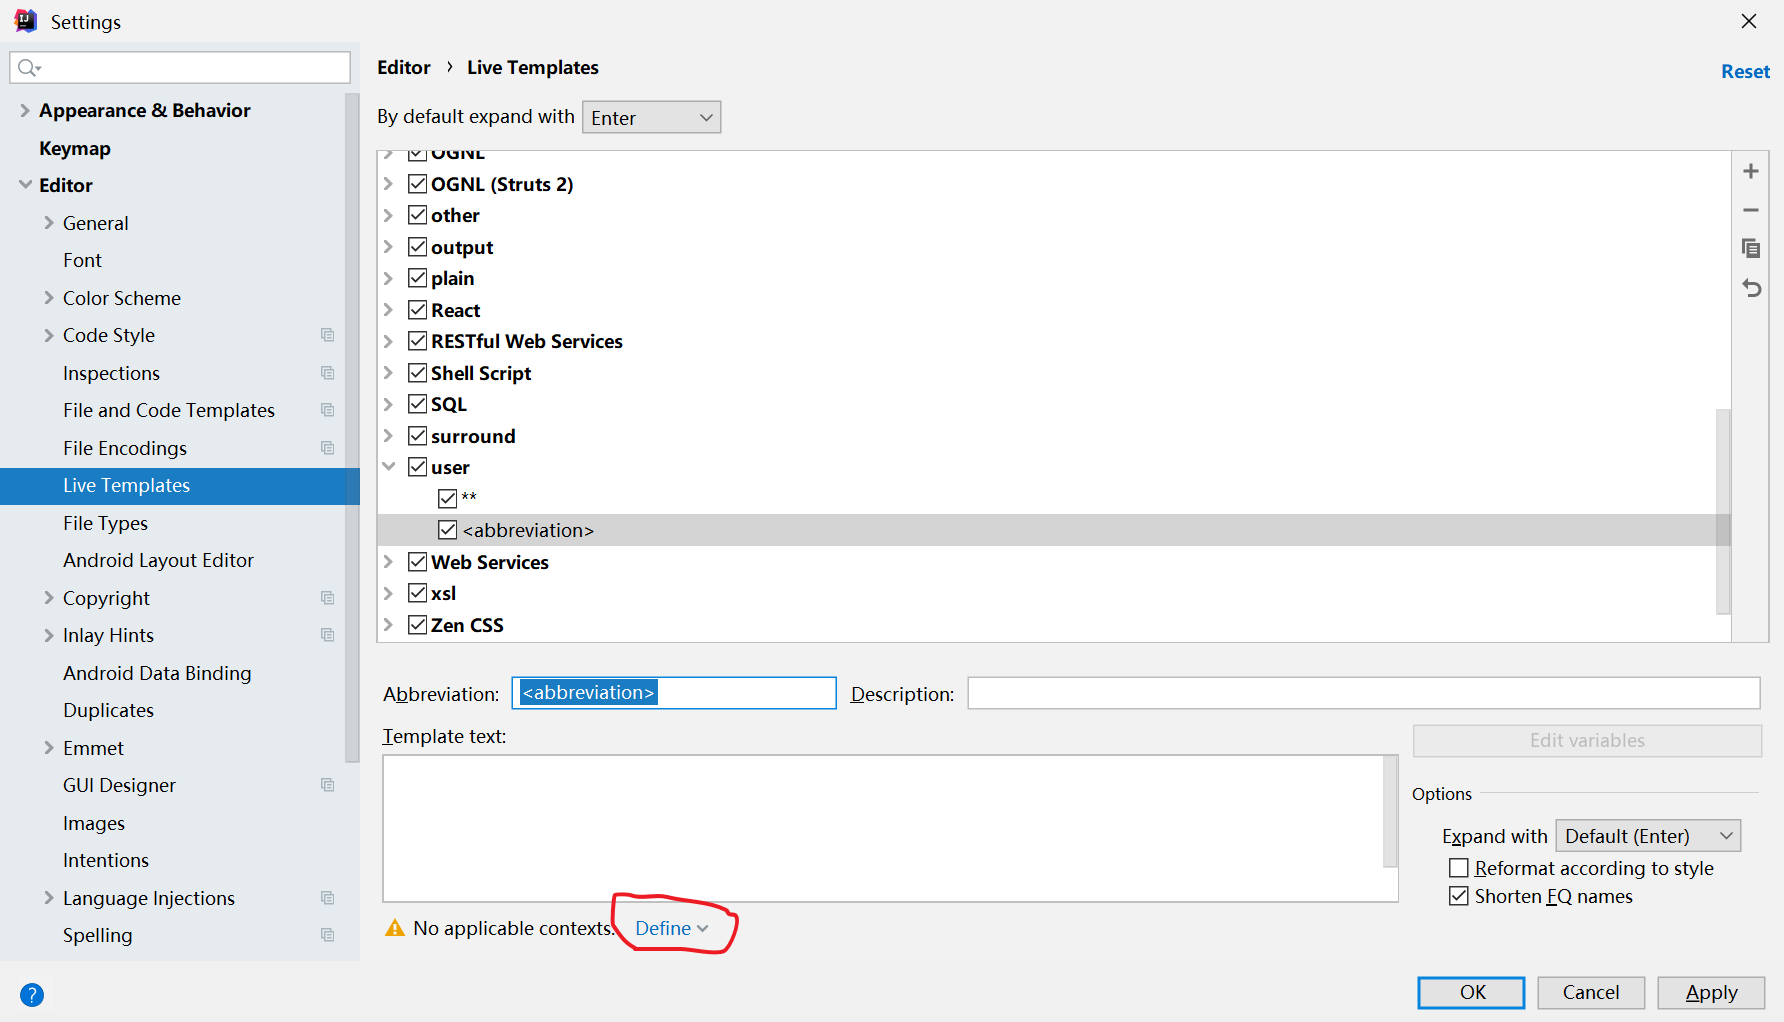 Settings
Appearance & Behavior
Keymap
Editor
General
Font
Color Scheme
Code Style
Inspections
File and Code Templates
File Encodings
Live Templates
File Types
Android Layout Editor
Copyright
Inlay Hints
Android Data Binding
Duplicates
Emmet
GUI Designer
Images
Intentions
Language Injections
Spelling
Editor › Live Templates
Reset
By default expand with Enter
OGNL
OGNL (Struts 2)
other
output
plain
React
RESTful Web Services
Shell Script
SQL
surround
user
**
<abbreviation>
Web Services
xsl
Zen CSS
Abbreviation: <abbreviation> Description:
Template text:
Edit variables
Options
Expand with Default (Enter)
Reformat according to style
Shorten FQ names
No applicable contexts. Define
? OK Cancel Apply